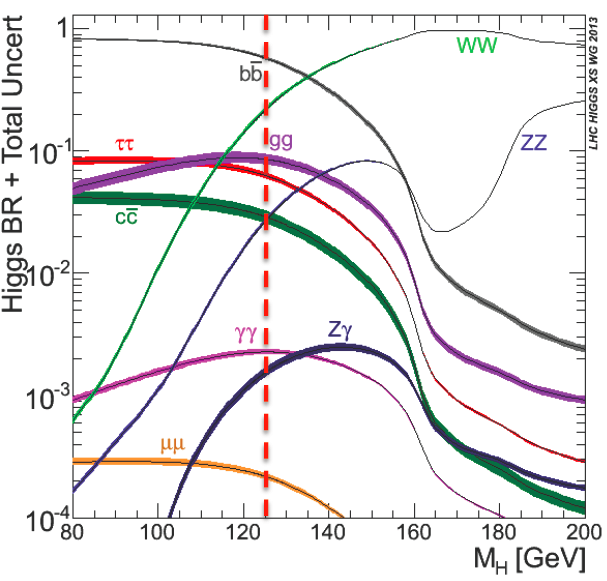 Higgs BR + Total Uncert
LHC HIGGS XS WG 2013
1
10⁻¹
10⁻²
10⁻³
10⁻⁴
bb̅
WW
ττ
gg
ZZ
cc̅
γγ
Zγ
μμ
80 100 120 140 160 180 200
M_H [GeV]